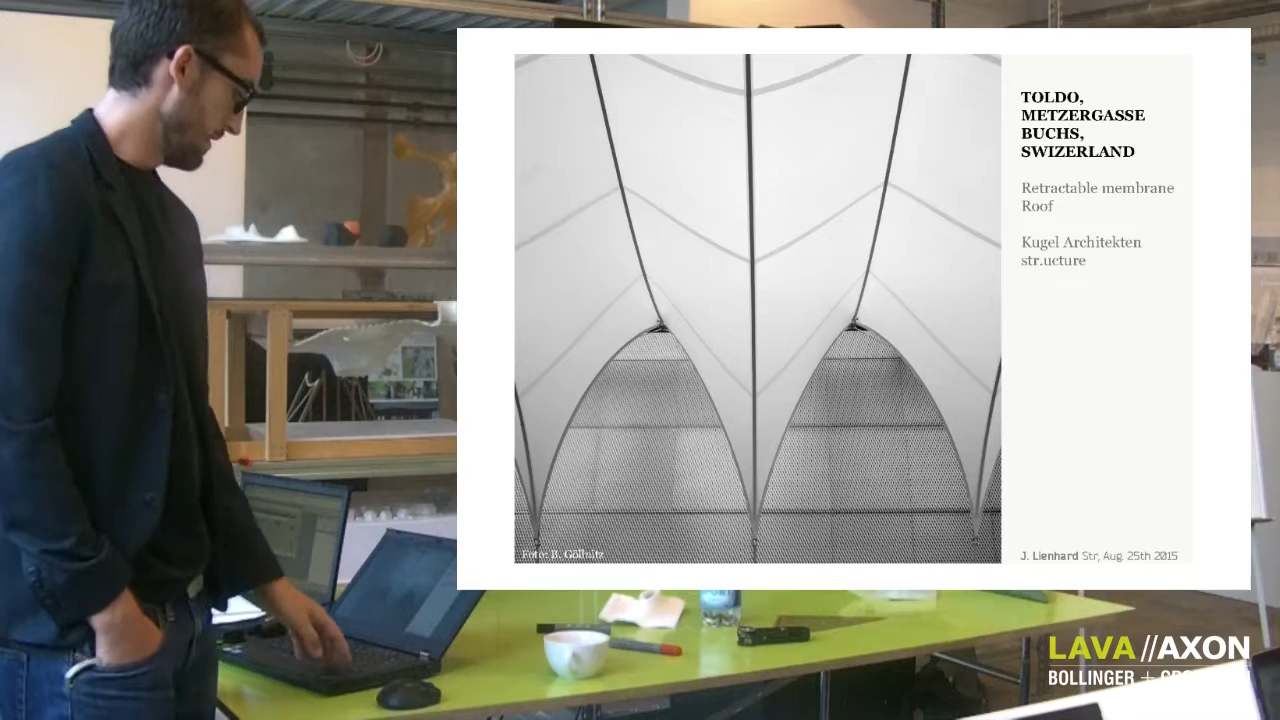 TOLDO,
METZERGASSE
BUCHS,
SWIZERLAND
Retractable membrane
Roof
Kugel Architekten
str.ucture
Foto: B. Göllnitz
J. Lienhard Str, Aug. 25th 2015
LAVA //AXON
BOLLINGER +